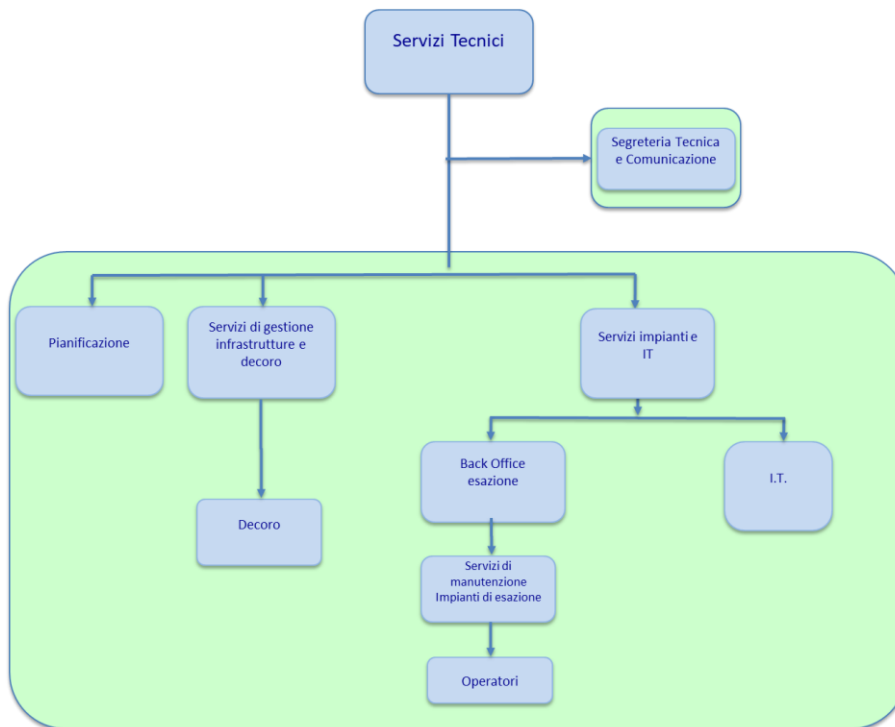 Servizi Tecnici
Segreteria Tecnica
e Comunicazione
Pianificazione
Servizi di gestione
infrastrutture e
decoro
Servizi impianti e
IT
Back Office
esazione
I.T.
Decoro
Servizi di
manutenzione
Impianti di esazione
Operatori